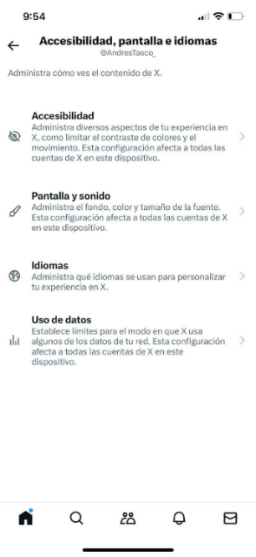 9:54
Accesibilidad, pantalla e idiomas
@AndresTasco_
Administra cómo ves el contenido de X.
Accesibilidad
Administra diversos aspectos de tu experiencia en
X, como limitar el contraste de colores y el
movimiento. Esta configuración afecta a todas las
cuentas de X en este dispositivo.
Pantalla y sonido
Administra el fondo, color y tamaño de la fuente.
Esta configuración afecta a todas las cuentas de X
en este dispositivo.
Idiomas
Administra qué idiomas se usan para personalizar
tu experiencia en X.
Uso de datos
Establece límites para el modo en que X usa
algunos de los datos de tu red. Esta configuración
afecta a todas las cuentas de X en este
dispositivo.